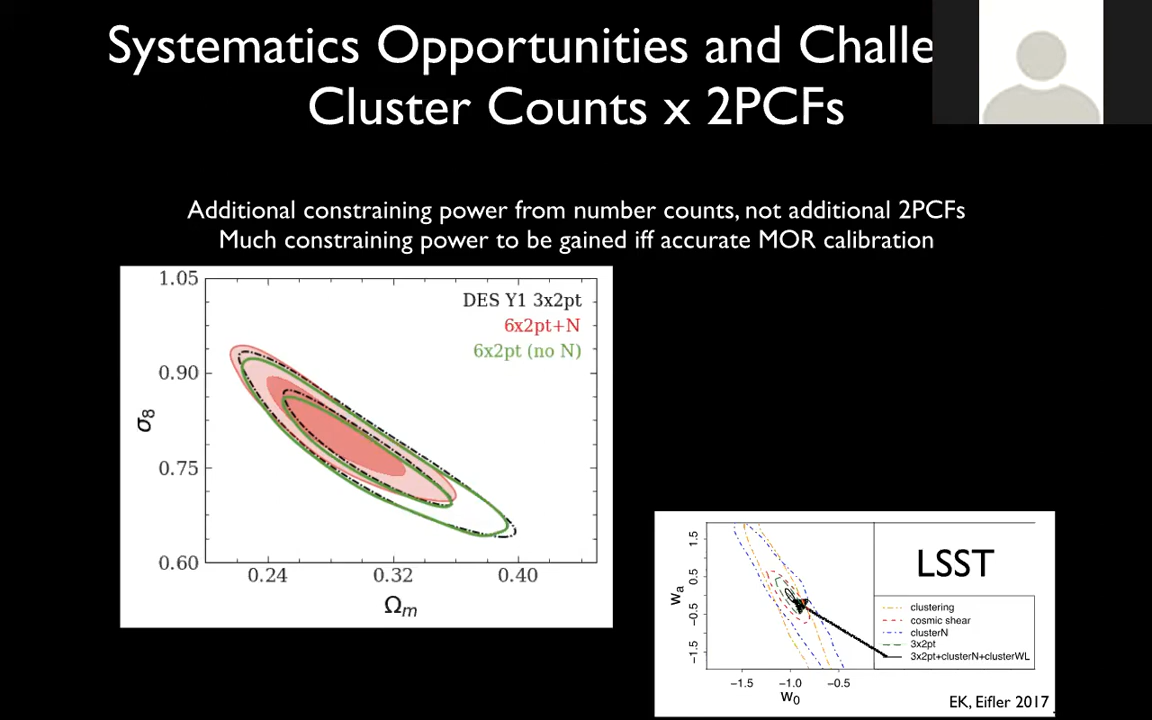 Systematics Opportunities and Challe
Cluster Counts x 2PCFs
Additional constraining power from number counts, not additional 2PCFs
Much constraining power to be gained iff accurate MOR calibration
1.05
0.90
0.75
0.60
σ8
0.24 0.32 0.40
Ωm
DES Y1 3x2pt
6x2pt+N
6x2pt (no N)
1.5
0.5
−0.5
−1.5
wa
−1.5 −1.0 −0.5
w0
LSST
clustering
cosmic shear
clusterN
3x2pt
3x2pt+clusterN+clusterWL
EK, Eifler 2017